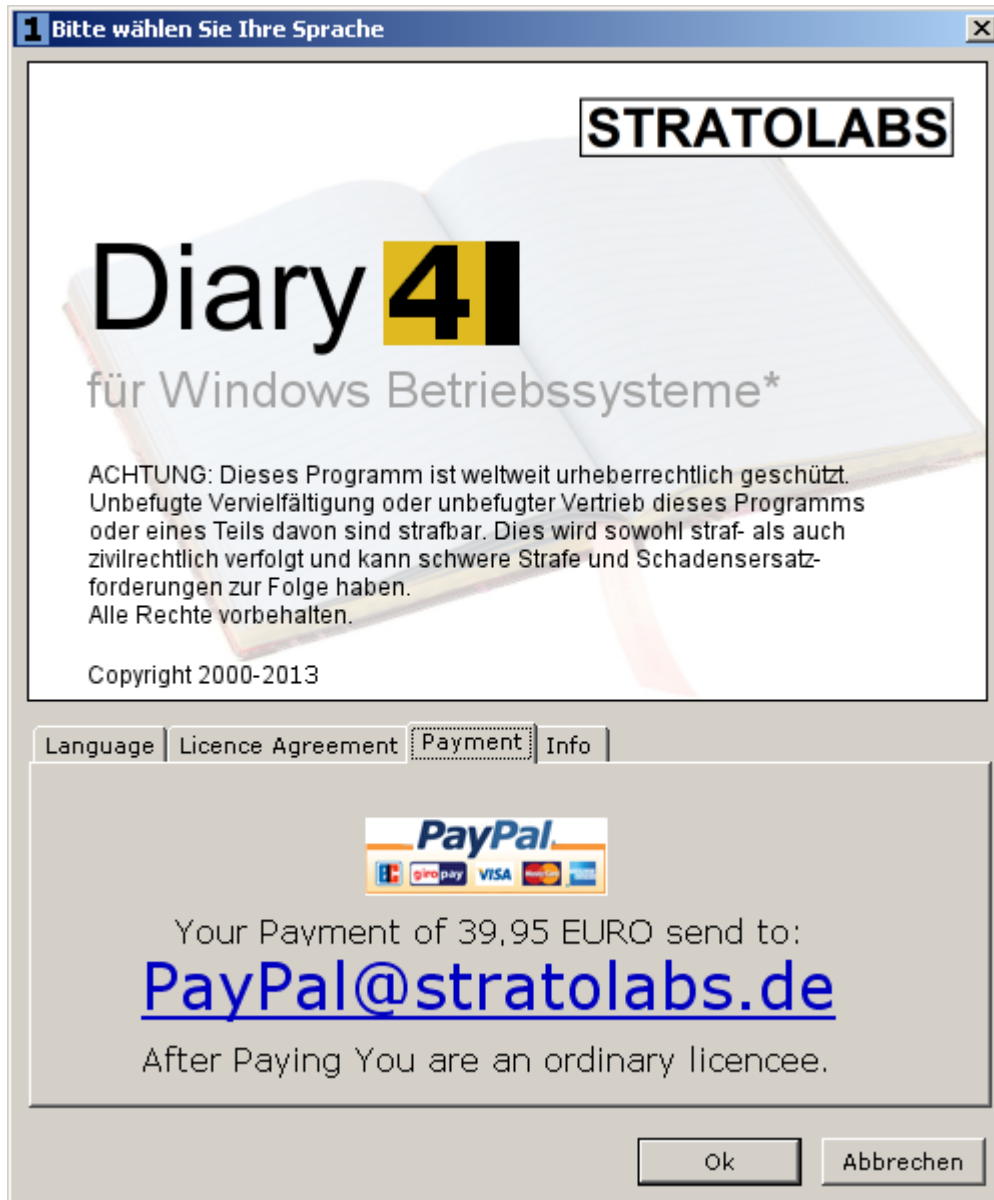 1 Bitte wählen Sie Ihre Sprache
STRATOLABS
Diary 4
für Windows Betriebssysteme*
ACHTUNG: Dieses Programm ist weltweit urheberrechtlich geschützt.
Unbefugte Vervielfältigung oder unbefugter Vertrieb dieses Programms
oder eines Teils davon sind strafbar. Dies wird sowohl straf- als auch
zivilrechtlich verfolgt und kann schwere Strafe und Schadensersatz-
forderungen zur Folge haben.
Alle Rechte vorbehalten.
Copyright 2000-2013
Language Licence Agreement Payment Info
PayPal
giropay VISA
Your Payment of 39,95 EURO send to:
PayPal@stratolabs.de
After Paying You are an ordinary licencee.
Ok Abbrechen